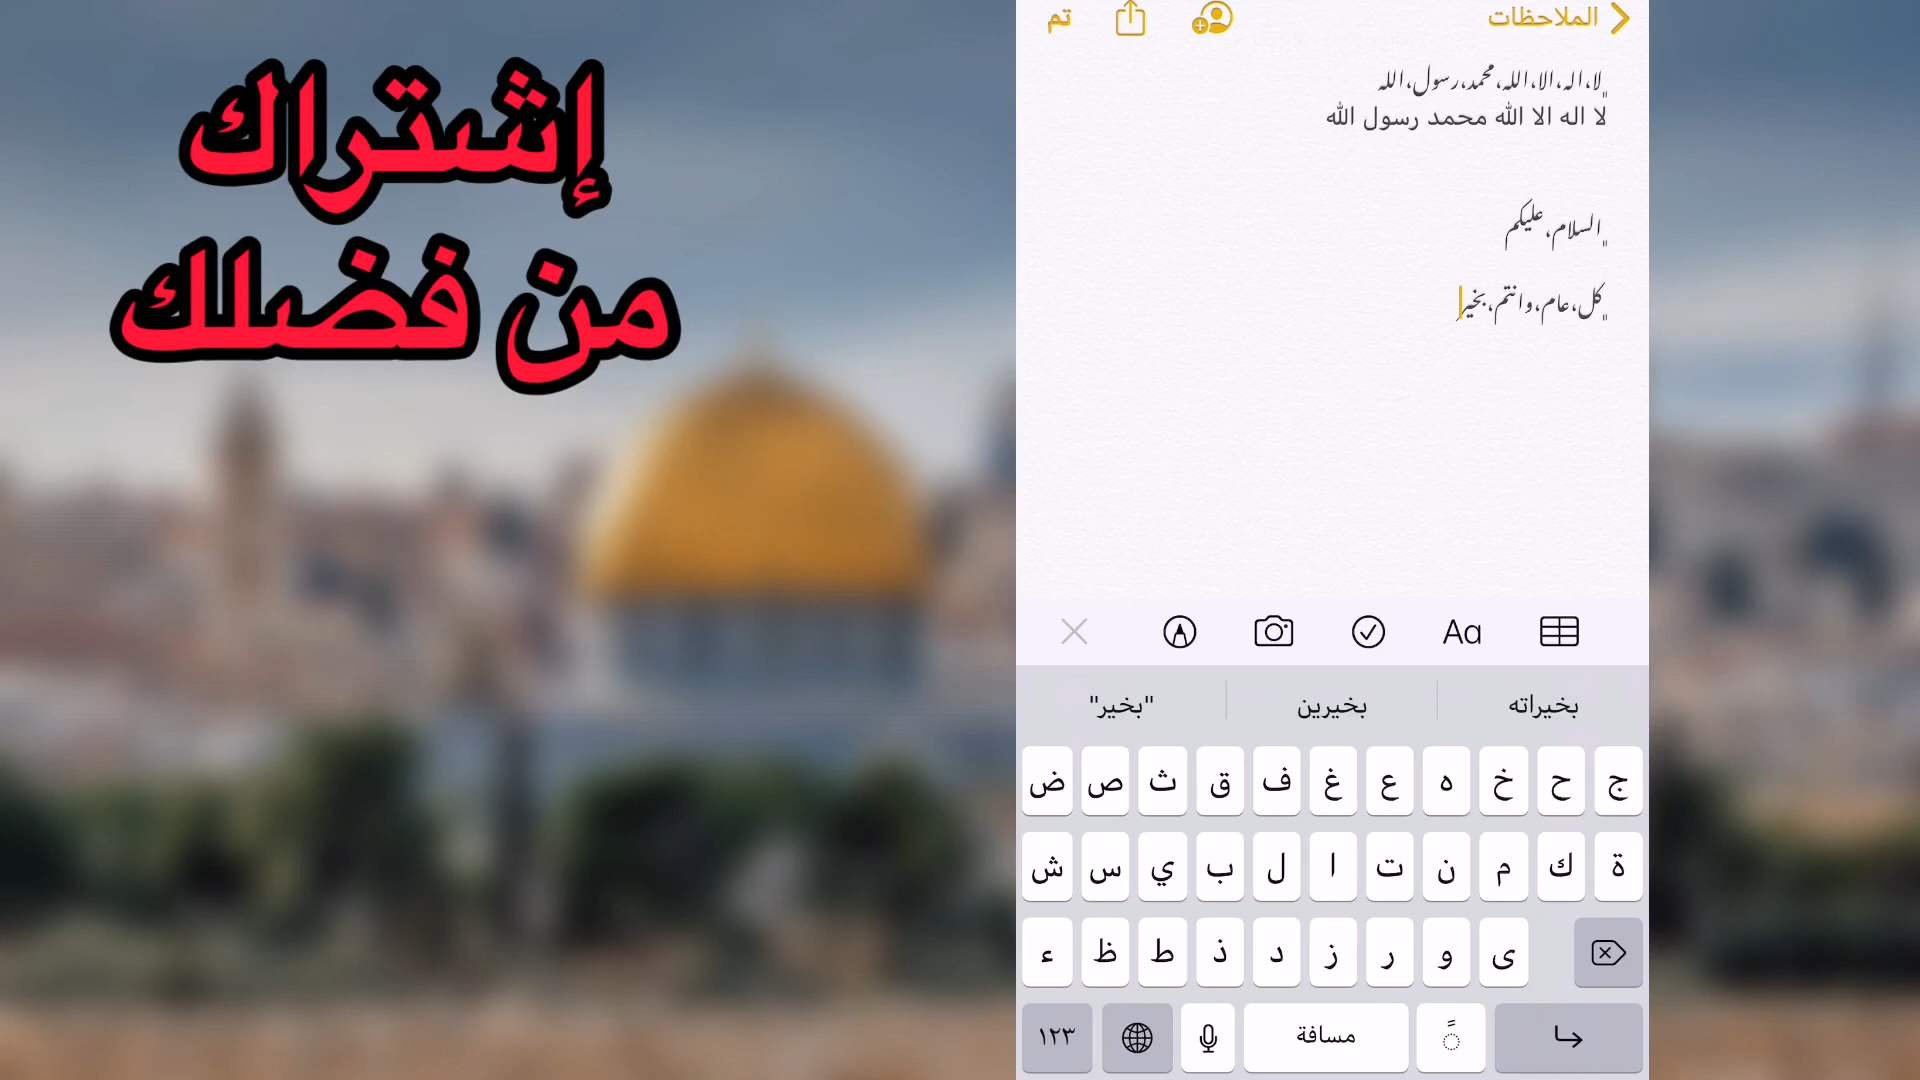 إشتراك
من فضلك
الملاحظات
تم
لا،اله،الا،الله،محمد،رسول،الله
لا اله الا الله محمد رسول الله
السلام،عليكم
كل،عام،وانتم،بخير
Aa
بخيراته
بخيرين
"بخير"
ض ص ث ق ف غ ع ه خ ح ج
ش س ي ب ل ا ت ن م ك ة
ء ظ ط ذ د ز ر و ى
١٢٣
مسافة